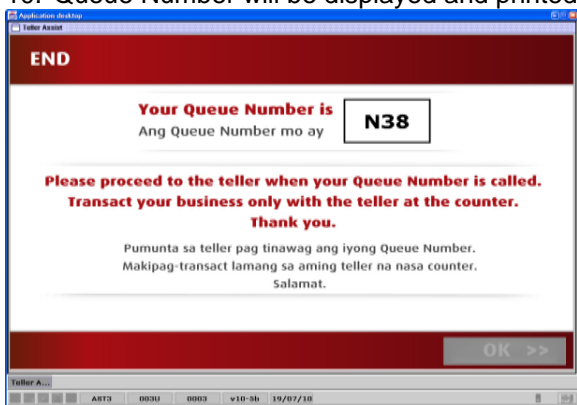 10. Queue Number will be displayed and printed
Application desktop
Teller Assist
END
Your Queue Number is
Ang Queue Number mo ay
N38
Please proceed to the teller when your Queue Number is called.
Transact your business only with the teller at the counter.
Thank you.
Pumunta sa teller pag tinawag ang iyong Queue Number.
Makipag-transact lamang sa aming teller na nasa counter.
Salamat.
OK >>
Teller A...
AST3 003U 0003 v10-5b 19/07/10